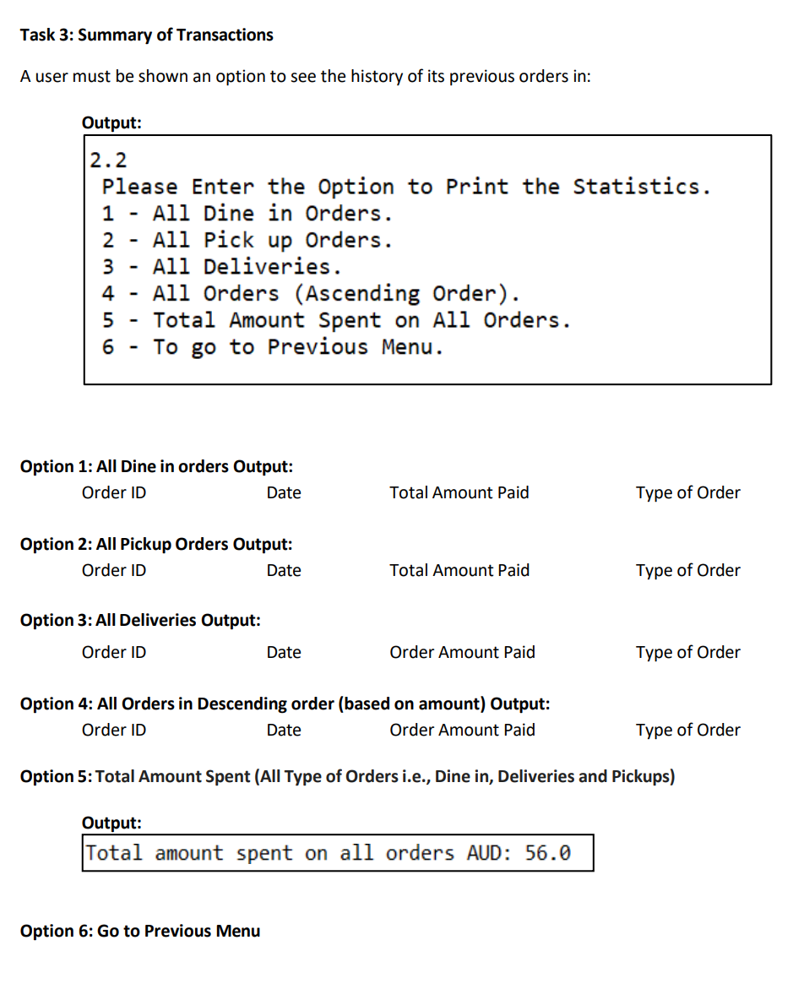 Task 3: Summary of Transactions
A user must be shown an option to see the history of its previous orders in:
Output:
2.2
Please Enter the Option to Print the Statistics.
1 - All Dine in Orders.
2 - All Pick up Orders.
3 - All Deliveries.
4 - All Orders (Ascending Order).
5 - Total Amount Spent on All Orders.
6 - To go to Previous Menu.
Option 1: All Dine in orders Output:
Order ID Date Total Amount Paid Type of Order
Option 2: All Pickup Orders Output:
Order ID Date Total Amount Paid Type of Order
Option 3: All Deliveries Output:
Order ID Date Order Amount Paid Type of Order
Option 4: All Orders in Descending order (based on amount) Output:
Order ID Date Order Amount Paid Type of Order
Option 5: Total Amount Spent (All Type of Orders i.e., Dine in, Deliveries and Pickups)
Output:
Total amount spent on all orders AUD: 56.0
Option 6: Go to Previous Menu